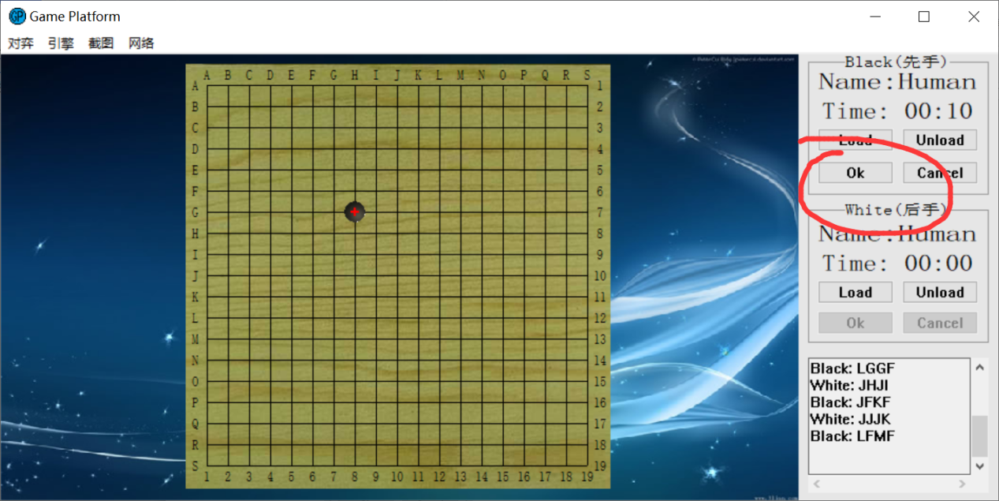 Game Platform
对弈 引擎 截图 网络
A B C D E F G H I J K L M N O P Q R S
A 1
B 2
C 3
D 4
E 5
F 6
G 7
H 8
I 9
J 10
K 11
L 12
M 13
N 14
O 15
P 16
Q 17
R 18
S 19
1 2 3 4 5 6 7 8 9 10 11 12 13 14 15 16 17 18 19
Black(先手)
Name:Human
Time: 00:10
Load Unload
Ok Cancel
White(后手)
Name:Human
Time: 00:00
Load Unload
Ok Cancel
Black: LGGF
White: JHJI
Black: JFKF
White: JJJK
Black: LFMF